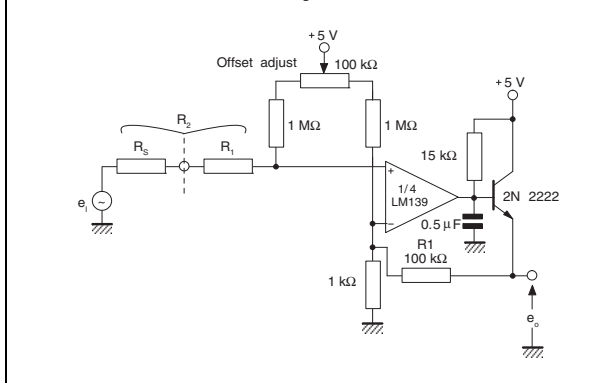 +5 V
Offset adjust
100 kΩ
+5 V
R2
1 MΩ
1 MΩ
RS
R1
15 kΩ
+
1/4
LM139
2N 2222
ei
~
0.5 μF
–
R1
100 kΩ
1 kΩ
eo